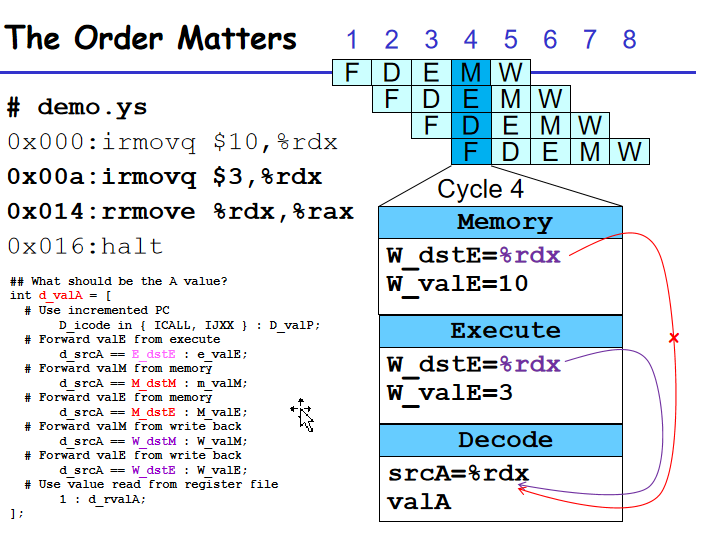 The Order Matters
1 2 3 4 5 6 7 8
F D E M W
F D E M W
F D E M W
F D E M W
# demo.ys
0x000:irmovq $10,%rdx
0x00a:irmovq $3,%rdx
0x014:rrmove %rdx,%rax
0x016:halt
## What should be the A value?
int d_valA = [
# Use incremented PC
D_icode in { ICALL, IJXX } : D_valP;
# Forward valE from execute
d_srcA == E_dstE : e_valE;
# Forward valM from memory
d_srcA == M_dstM : m_valM;
# Forward valE from memory
d_srcA == M_dstE : M_valE;
# Forward valM from write back
d_srcA == W_dstM : W_valM;
# Forward valE from write back
d_srcA == W_dstE : W_valE;
# Use value read from register file
1 : d_rvalA;
];
Cycle 4
Memory
W_dstE=%rdx
W_valE=10
Execute
W_dstE=%rdx
W_valE=3
Decode
srcA=%rdx
valA